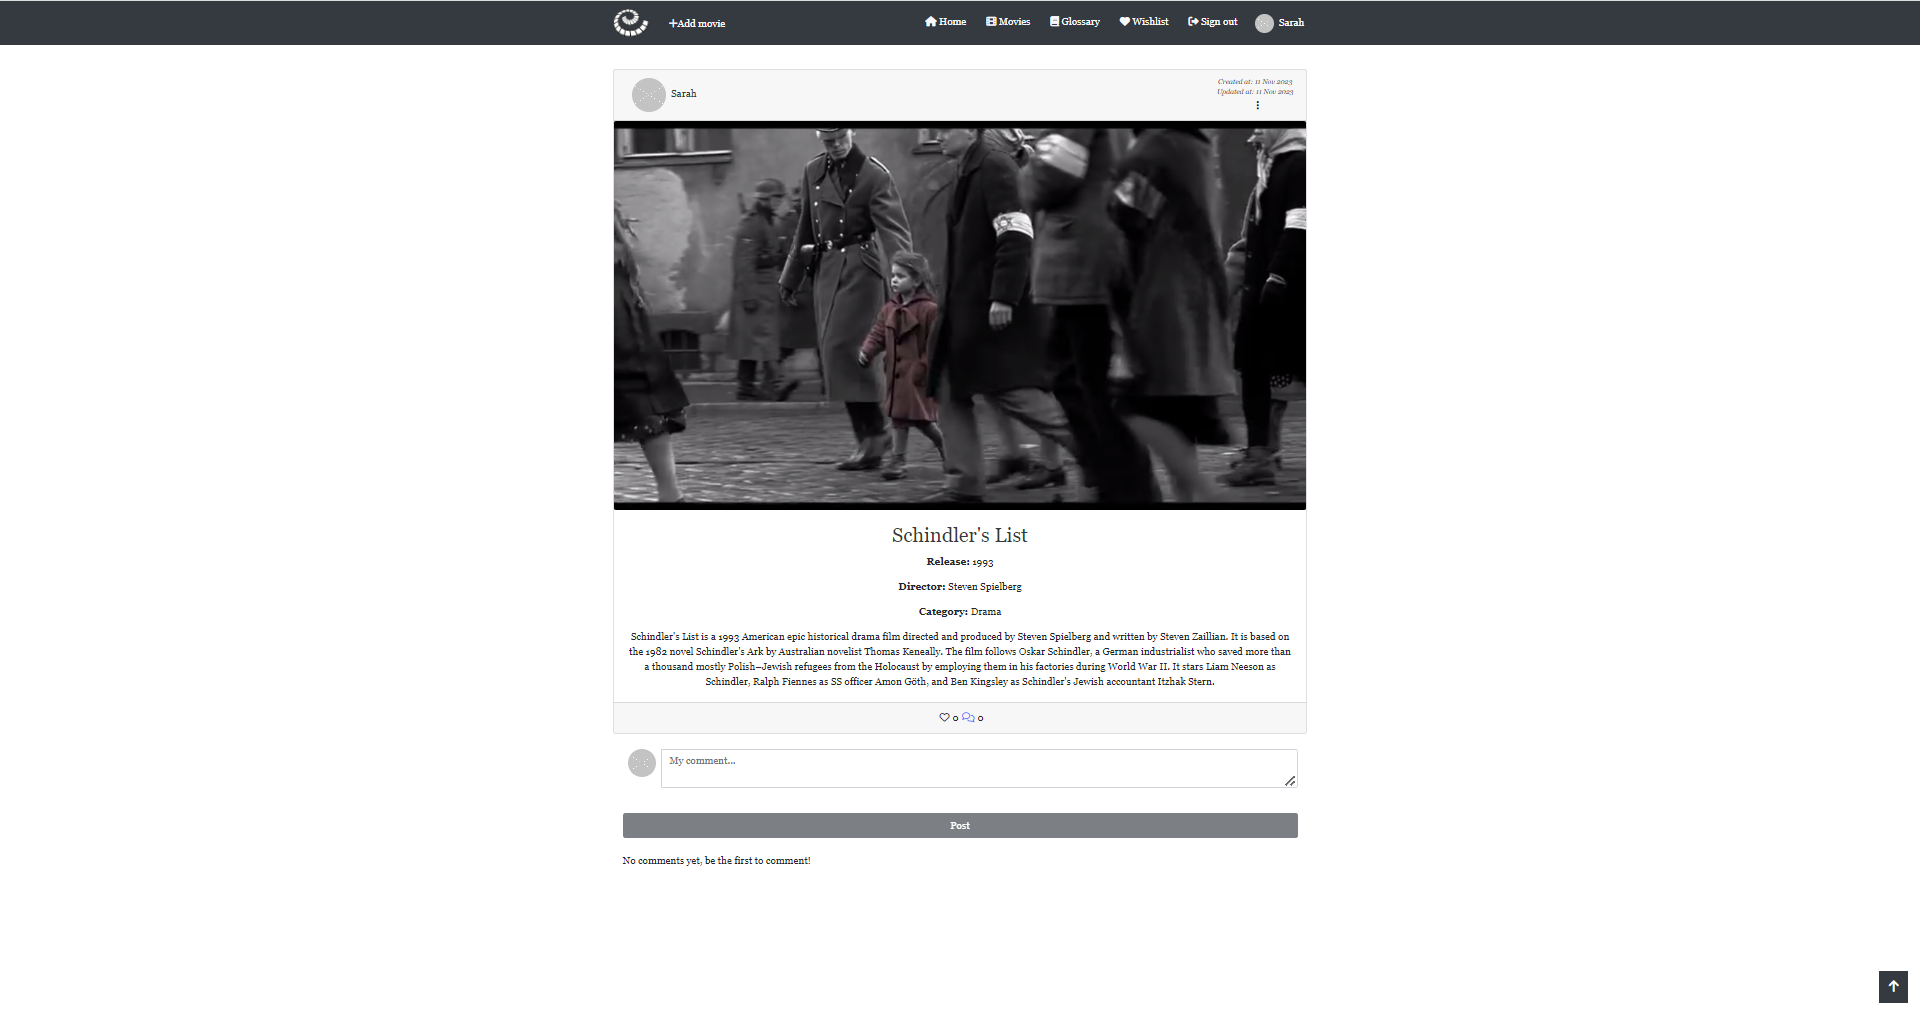 Add movie
Home
Movies
Glossary
Wishlist
Sign out
Sarah
Sarah
Created at: 11 Nov 2023
Updated at: 11 Nov 2023
Schindler's List
Release: 1993
Director: Steven Spielberg
Category: Drama
Schindler's List is a 1993 American epic historical drama film directed and produced by Steven Spielberg and written by Steven Zaillian. It is based on
the 1982 novel Schindler's Ark by Australian novelist Thomas Keneally. The film follows Oskar Schindler, a German industrialist who saved more than
a thousand mostly Polish–Jewish refugees from the Holocaust by employing them in his factories during World War II. It stars Liam Neeson as
Schindler, Ralph Fiennes as SS officer Amon Göth, and Ben Kingsley as Schindler's Jewish accountant Itzhak Stern.
0 0
My comment...
Post
No comments yet, be the first to comment!